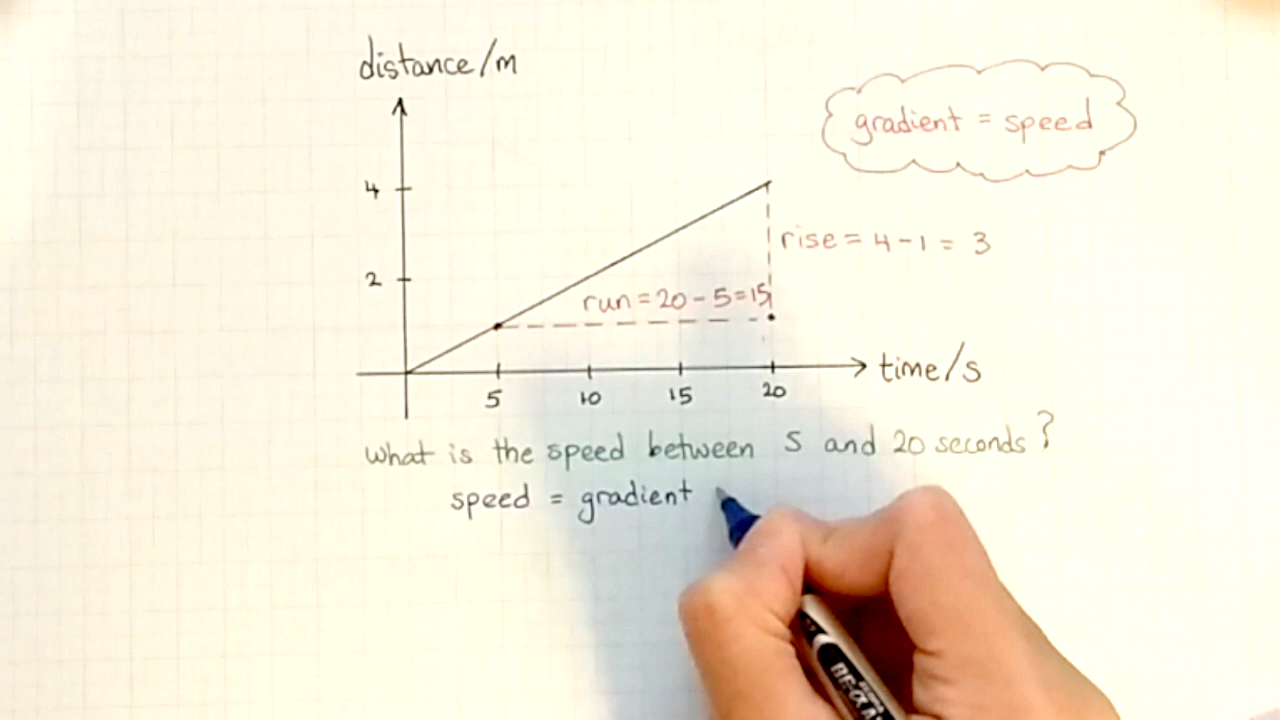 distance/m
gradient = speed
4
rise = 4 - 1 = 3
2
run = 20 - 5 = 15
time/s
5 10 15 20
what is the speed between 5 and 20 seconds?
speed = gradient